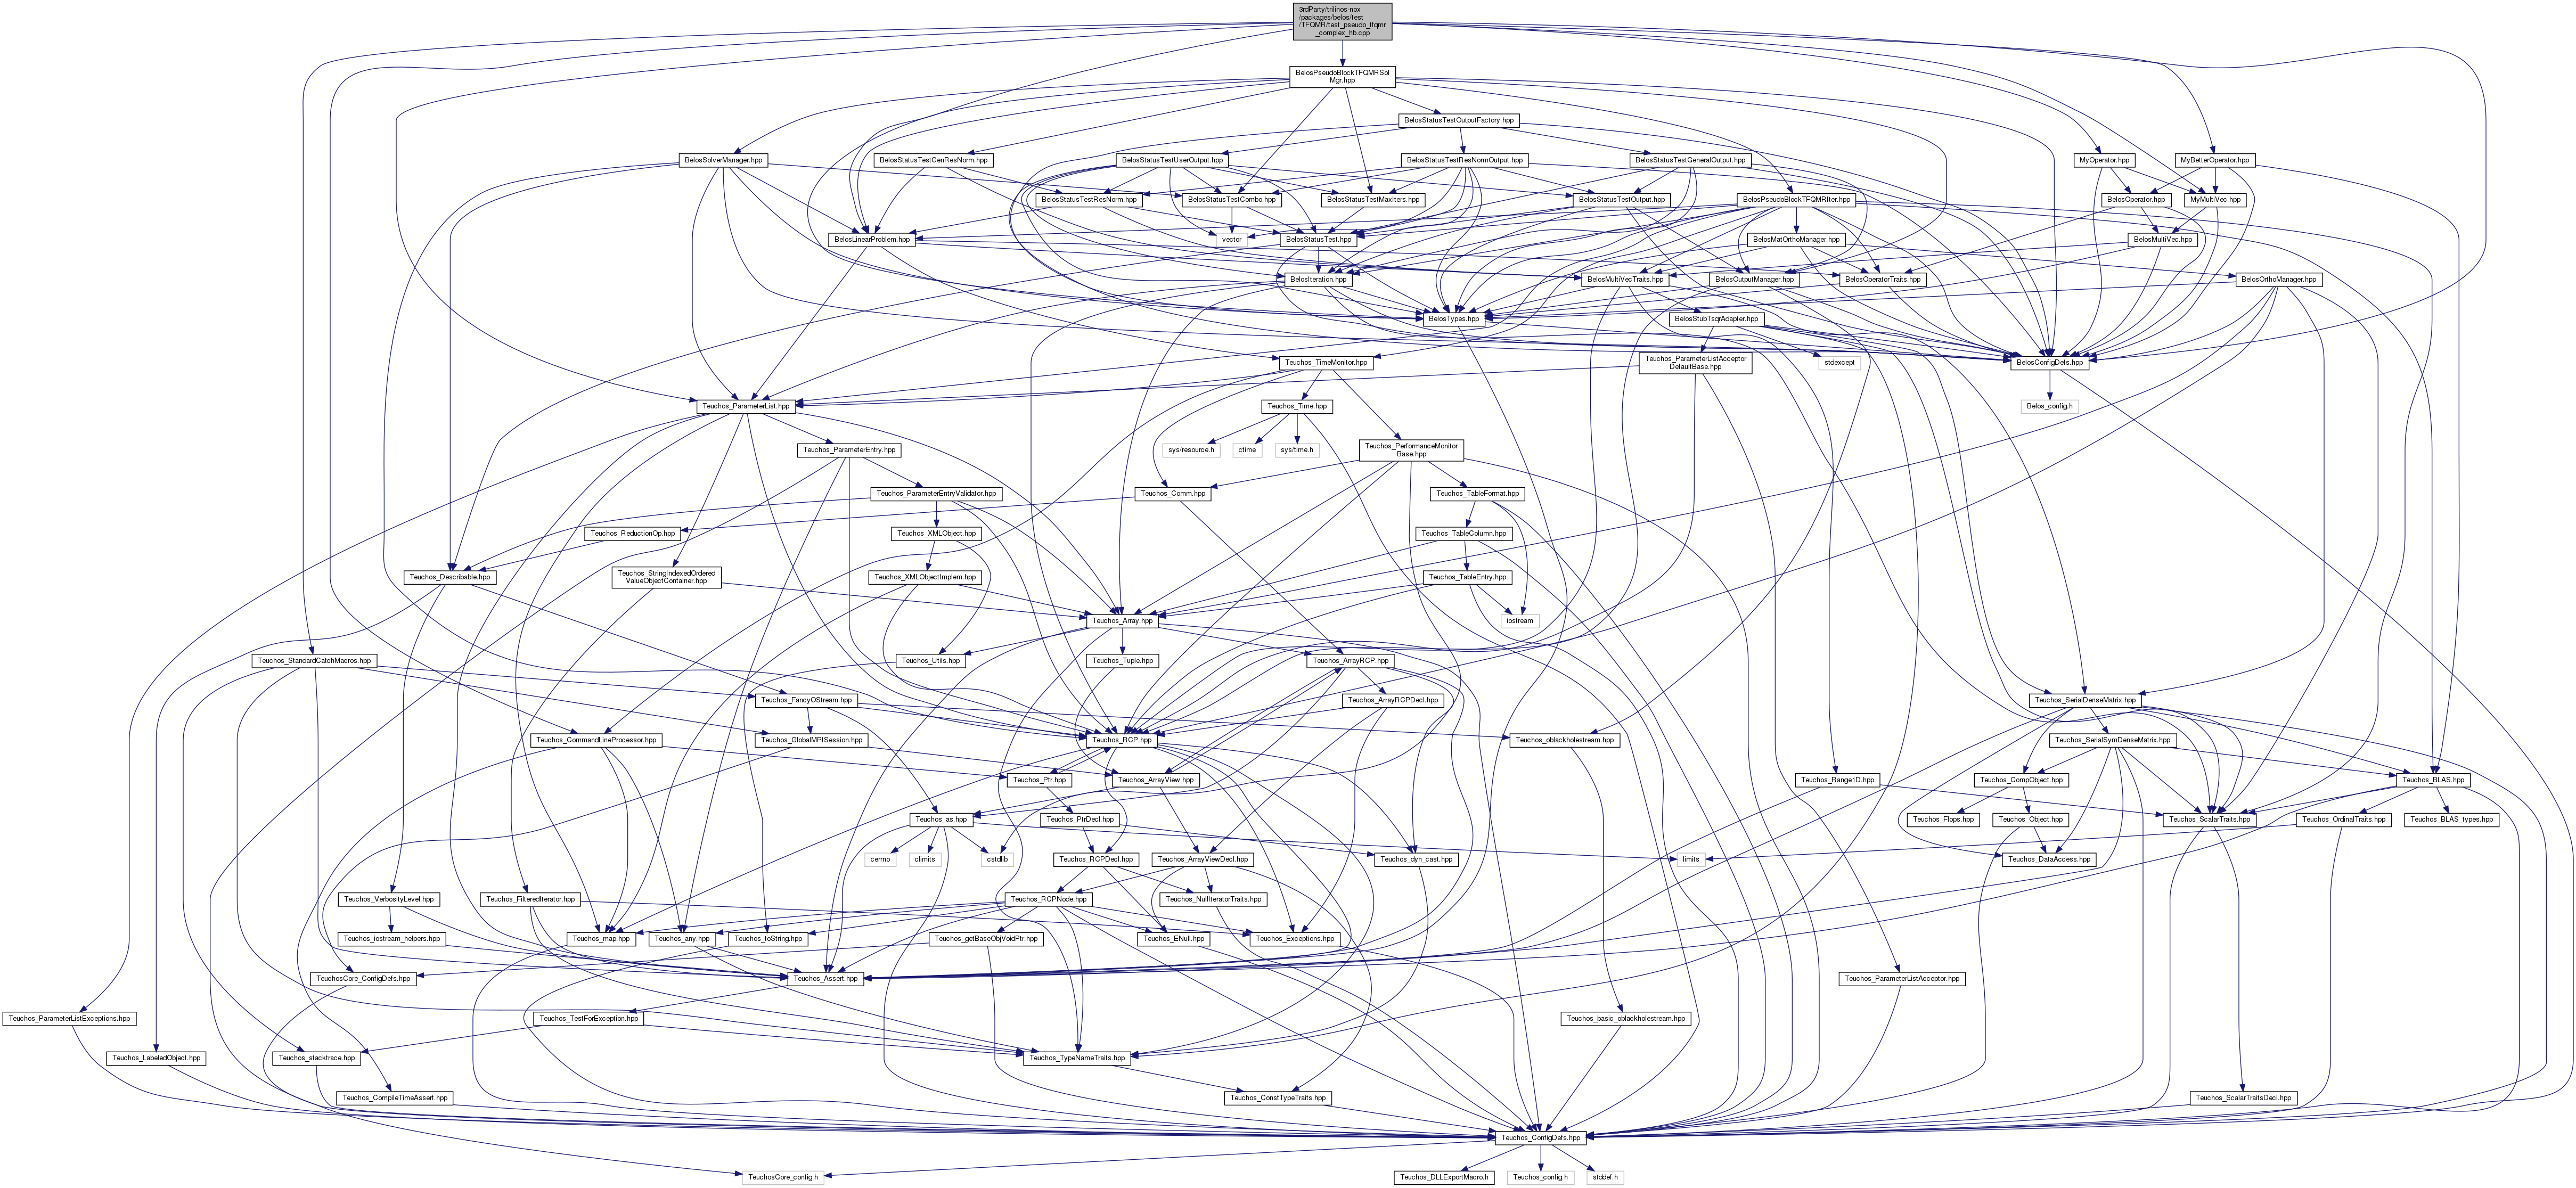 3rdParty/trilinos-nox
/packages/belos/test
/TFQMR/test_pseudo_tfqmr
_complex_hb.cpp
BelosPseudoBlockTFQMRSol
Mgr.hpp
BelosStatusTestOutputFactory.hpp
BelosSolverManager.hpp
BelosStatusTestGenResNorm.hpp
BelosStatusTestUserOutput.hpp
BelosStatusTestResNormOutput.hpp
BelosStatusTestGeneralOutput.hpp
MyOperator.hpp
MyBetterOperator.hpp
BelosStatusTestResNorm.hpp
BelosStatusTestCombo.hpp
BelosStatusTestMaxIters.hpp
BelosStatusTestOutput.hpp
BelosPseudoBlockTFQMRIter.hpp
BelosOperator.hpp
MyMultiVec.hpp
BelosLinearProblem.hpp
vector
BelosStatusTest.hpp
BelosMatOrthoManager.hpp
BelosMultiVec.hpp
BelosIteration.hpp
BelosMultiVecTraits.hpp
BelosOutputManager.hpp
BelosOperatorTraits.hpp
BelosOrthoManager.hpp
BelosTypes.hpp
BelosStubTsqrAdapter.hpp
Teuchos_TimeMonitor.hpp
Teuchos_ParameterListAcceptor
DefaultBase.hpp
stdexcept
BelosConfigDefs.hpp
Teuchos_ParameterList.hpp
Teuchos_Time.hpp
Belos_config.h
Teuchos_ParameterEntry.hpp
sys/resource.h
ctime
sys/time.h
Teuchos_PerformanceMonitor
Base.hpp
Teuchos_ParameterEntryValidator.hpp
Teuchos_Comm.hpp
Teuchos_TableFormat.hpp
Teuchos_ReductionOp.hpp
Teuchos_XMLObject.hpp
Teuchos_TableColumn.hpp
Teuchos_Describable.hpp
Teuchos_StringIndexedOrdered
ValueObjectContainer.hpp
Teuchos_XMLObjectImplem.hpp
Teuchos_TableEntry.hpp
Teuchos_Array.hpp
iostream
Teuchos_StandardCatchMacros.hpp
Teuchos_Utils.hpp
Teuchos_Tuple.hpp
Teuchos_ArrayRCP.hpp
Teuchos_FancyOStream.hpp
Teuchos_ArrayRCPDecl.hpp
Teuchos_SerialDenseMatrix.hpp
Teuchos_CommandLineProcessor.hpp
Teuchos_GlobalMPISession.hpp
Teuchos_RCP.hpp
Teuchos_oblackholestream.hpp
Teuchos_SerialSymDenseMatrix.hpp
Teuchos_Ptr.hpp
Teuchos_ArrayView.hpp
Teuchos_Range1D.hpp
Teuchos_CompObject.hpp
Teuchos_BLAS.hpp
Teuchos_as.hpp
Teuchos_PtrDecl.hpp
Teuchos_Flops.hpp
Teuchos_Object.hpp
Teuchos_ScalarTraits.hpp
Teuchos_OrdinalTraits.hpp
Teuchos_BLAS_types.hpp
cerrno
climits
cstdlib
Teuchos_RCPDecl.hpp
Teuchos_ArrayViewDecl.hpp
Teuchos_dyn_cast.hpp
limits
Teuchos_DataAccess.hpp
Teuchos_VerbosityLevel.hpp
Teuchos_FilteredIterator.hpp
Teuchos_RCPNode.hpp
Teuchos_NullIteratorTraits.hpp
Teuchos_iostream_helpers.hpp
Teuchos_map.hpp
Teuchos_any.hpp
Teuchos_toString.hpp
Teuchos_getBaseObjVoidPtr.hpp
Teuchos_ENull.hpp
Teuchos_Exceptions.hpp
TeuchosCore_ConfigDefs.hpp
Teuchos_Assert.hpp
Teuchos_ParameterListAcceptor.hpp
Teuchos_ParameterListExceptions.hpp
Teuchos_TestForException.hpp
Teuchos_basic_oblackholestream.hpp
Teuchos_LabeledObject.hpp
Teuchos_stacktrace.hpp
Teuchos_TypeNameTraits.hpp
Teuchos_CompileTimeAssert.hpp
Teuchos_ConstTypeTraits.hpp
Teuchos_ScalarTraitsDecl.hpp
Teuchos_ConfigDefs.hpp
TeuchosCore_config.h
Teuchos_DLLExportMacro.h
Teuchos_config.h
stddef.h